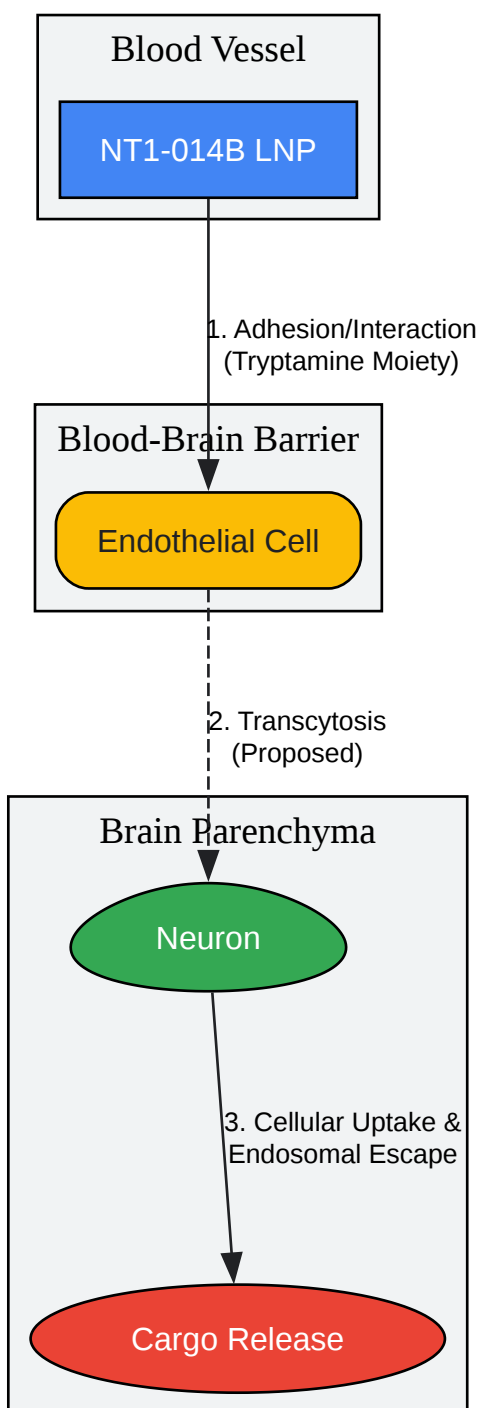 Blood Vessel
NT1-014B LNP
1. Adhesion/Interaction
(Tryptamine Moiety)
Blood-Brain Barrier
Endothelial Cell
2. Transcytosis
(Proposed)
Brain Parenchyma
Neuron
3. Cellular Uptake &
Endosomal Escape
Cargo Release